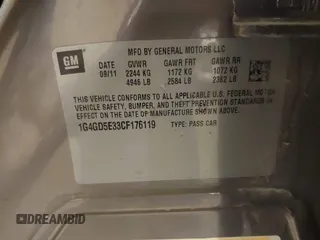 GM
MFD BY GENERAL MOTORS LLC
DATE GVWR GAWR FRT GAWR RR
09/11 2244 KG 1172 KG 1072 KG
4946 LB 2584 LB 2362 LB
THIS VEHICLE CONFORMS TO ALL APPLICABLE U.S. FEDERAL MOTOR
VEHICLE SAFETY, BUMPER, AND THEFT PREVENTION STANDARDS IN
EFFECT ON THE DATE OF MANUFACTURE SHOWN ABOVE.
1G4GD5E33CF176119 TYPE: PASS CAR
DREAMBID